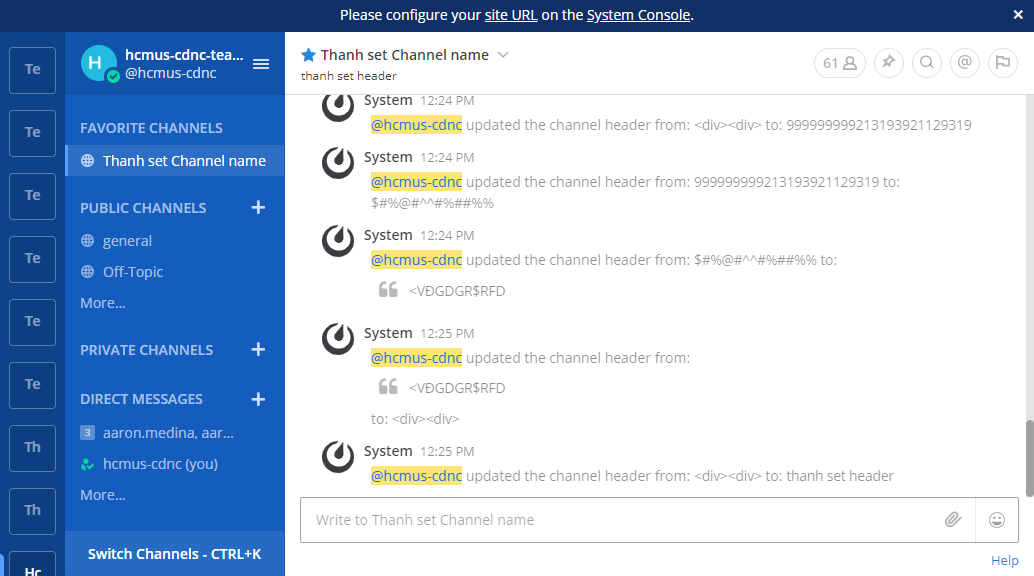 Please configure your site URL on the System Console.
×
Te
Te
Te
Te
Te
Te
Th
Th
Hc
H
hcmus-cdnc-tea...
@hcmus-cdnc
FAVORITE CHANNELS
Thanh set Channel name
PUBLIC CHANNELS +
general
Off-Topic
More...
PRIVATE CHANNELS +
DIRECT MESSAGES +
3 aaron.medina, aar...
hcmus-cdnc (you)
More...
Switch Channels - CTRL+K
Thanh set Channel name
thanh set header
61
@
System 12:24 PM
@hcmus-cdnc updated the channel header from: <div><div> to: 999999999213193921129319
System 12:24 PM
@hcmus-cdnc updated the channel header from: 999999999213193921129319 to:
$#%@#^^#%##%%
System 12:24 PM
@hcmus-cdnc updated the channel header from: $#%@#^^#%##%% to:
<VĐGDGR$RFD
System 12:25 PM
@hcmus-cdnc updated the channel header from:
<VĐGDGR$RFD
to: <div><div>
System 12:25 PM
@hcmus-cdnc updated the channel header from: <div><div> to: thanh set header
Write to Thanh set Channel name
Help